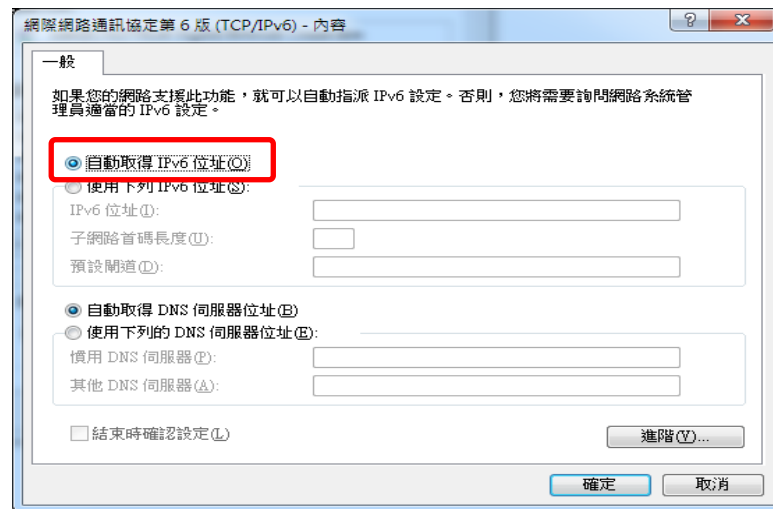 網際網路通訊協定第 6 版 (TCP/IPv6) - 內容
一般
如果您的網路支援此功能，就可以自動指派 IPv6 設定。否則，您將需要詢問網路系統管
理員適當的 IPv6 設定。
自動取得 IPv6 位址(O)
使用下列 IPv6 位址(S):
IPv6 位址(I):
子網路首碼長度(U):
預設閘道(D):
自動取得 DNS 伺服器位址(B)
使用下列的 DNS 伺服器位址(E):
慣用 DNS 伺服器(P):
其他 DNS 伺服器(A):
結束時確認設定(L)
進階(V)...
確定
取消